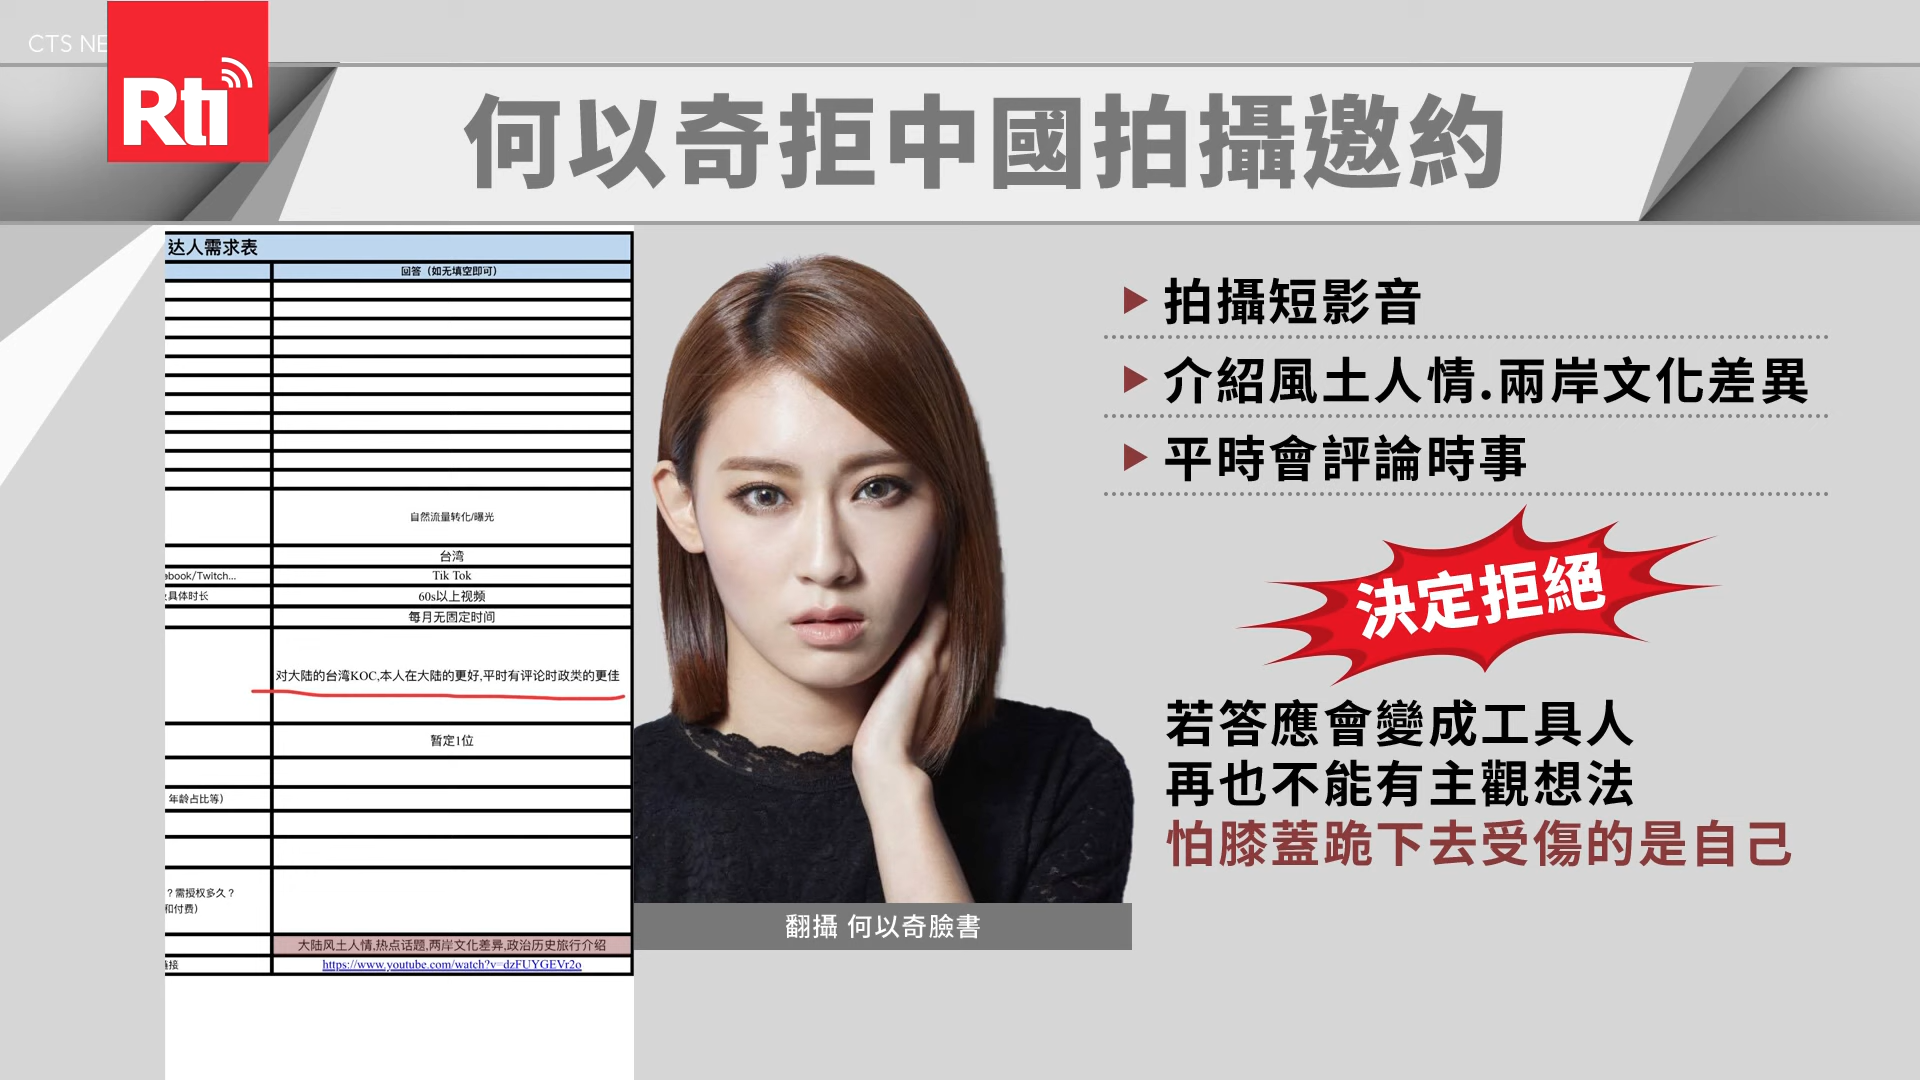 CTS NE
Rti
何以奇拒中國拍攝邀約
达人需求表
回答（如无填空即可）
自然流量转化/曝光
台湾
book/Twitch...
Tik Tok
具体时长
60s以上视频
每月无固定时间
对大陆的台湾KOC,本人在大陆的更好,平时有评论时政类的更佳
暂定1位
年龄占比等）
？需授权多久？
和付费）
大陆风土人情,热点话题,两岸文化差异,政治历史旅行介绍
接
https://www.youtube.com/watch?v=dzFUYGEVr2o
翻攝 何以奇臉書
拍攝短影音
介紹風土人情.兩岸文化差異
平時會評論時事
決定拒絕
若答應會變成工具人
再也不能有主觀想法
怕膝蓋跪下去受傷的是自己